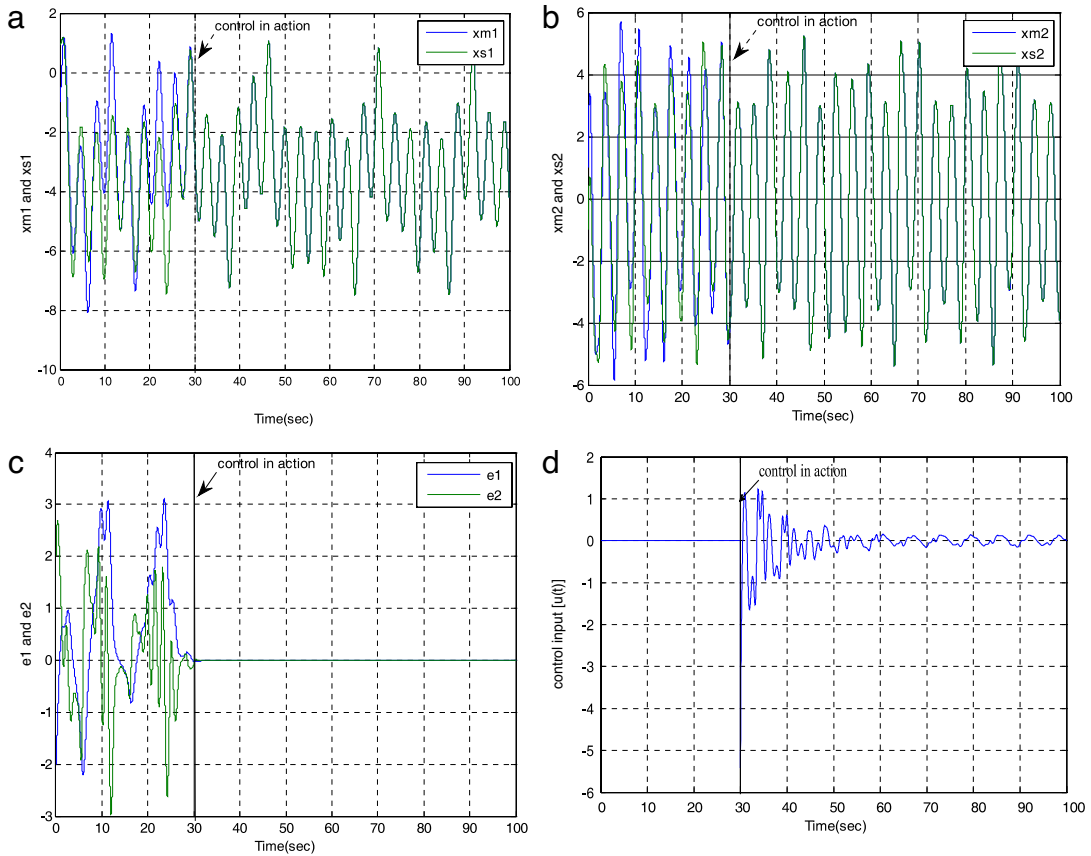 a
control in action
xm1
xs1
2
0
-2
-4
-6
-8
-10
xm1 and xs1
0 10 20 30 40 50 60 70 80 90 100
Time(sec)
b
control in action
xm2
xs2
6
4
2
0
-2
-4
-6
xm2 and xs2
0 10 20 30 40 50 60 70 80 90 100
Time(sec)
c
control in action
e1
e2
4
3
2
1
0
-1
-2
-3
e1 and e2
0 10 20 30 40 50 60 70 80 90 100
Time(sec)
d
control in action
2
1
0
-1
-2
-3
-4
-5
-6
control input [u(t)]
0 10 20 30 40 50 60 70 80 90 100
Time(sec)